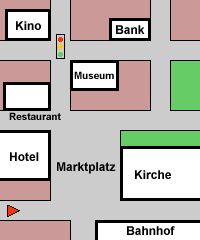 Kino
Bank
Museum
Restaurant
Hotel
Marktplatz
Kirche
Bahnhof